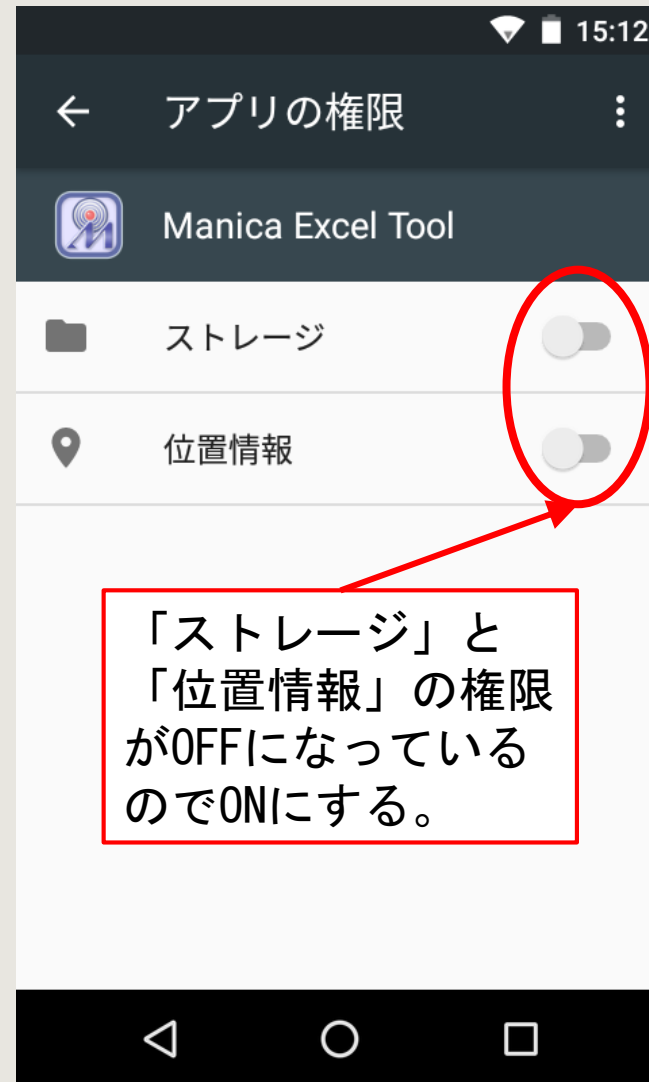 15:12
アプリの権限
Manica Excel Tool
ストレージ
位置情報
「ストレージ」と
「位置情報」の権限
がOFFになっている
のでONにする。